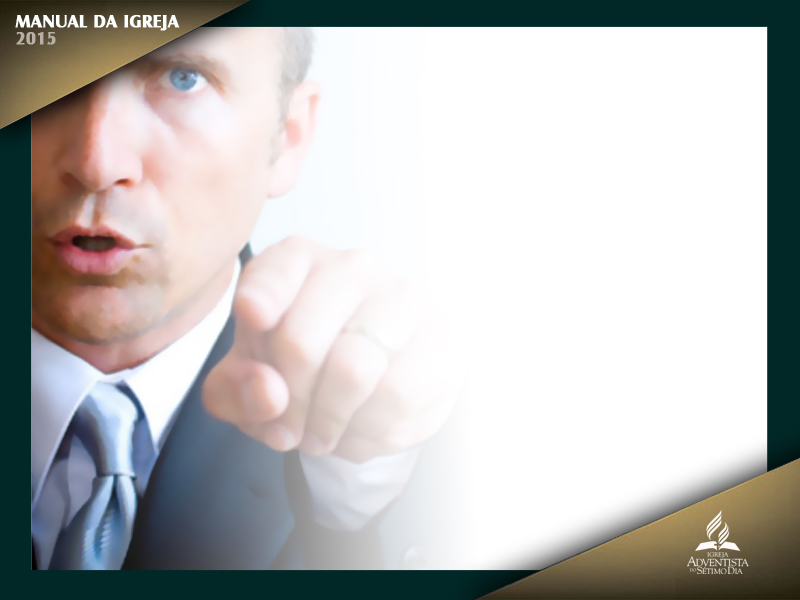 MANUAL DA IGREJA
2015
IGREJA
ADVENTISTA
DO SÉTIMO DIA